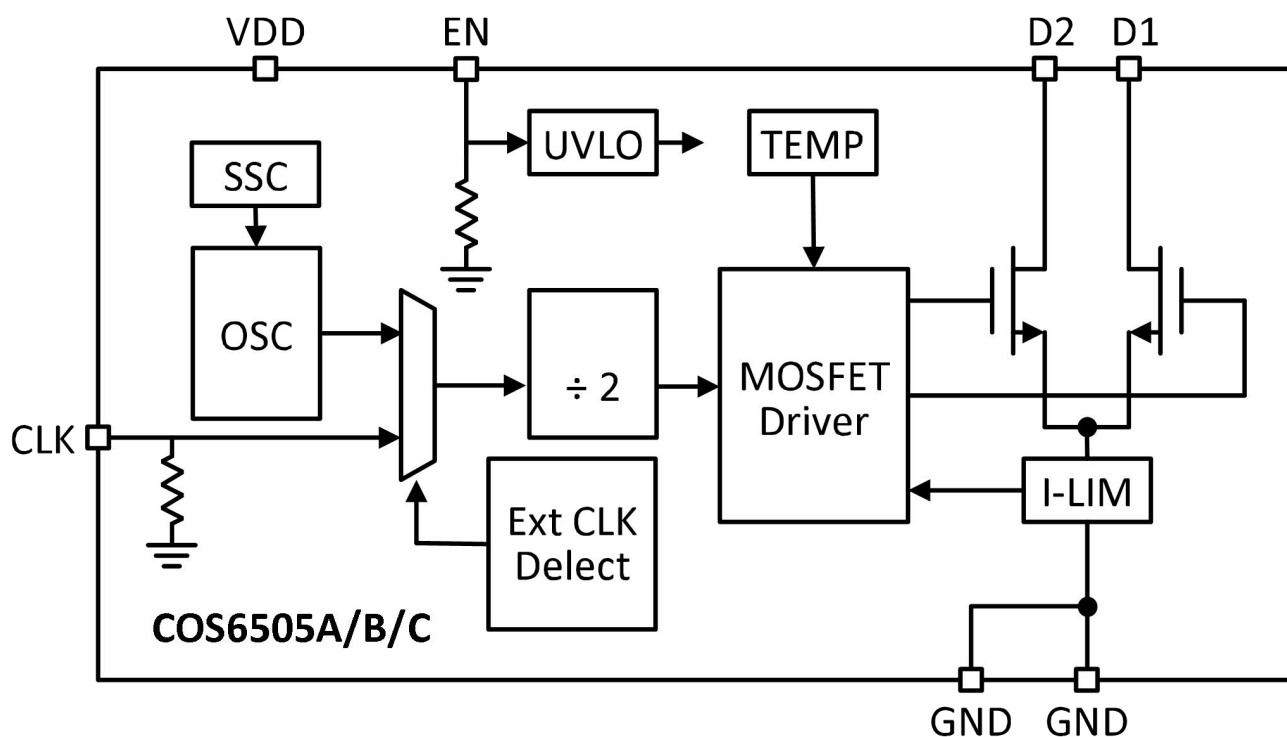 VDD
EN
D2
D1
UVLO
TEMP
SSC
OSC
÷ 2
MOSFET
Driver
CLK
I-LIM
Ext CLK
Delect
COS6505A/B/C
GND
GND